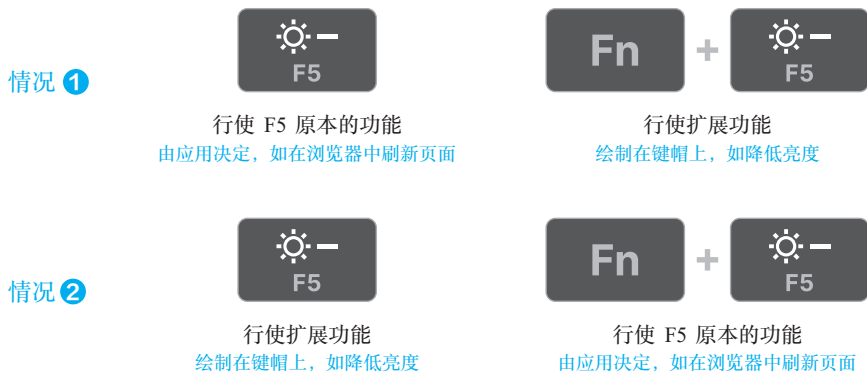 情况 1
F5
Fn + F5
行使 F5 原本的功能
行使扩展功能
由应用决定，如在浏览器中刷新页面
绘制在键帽上，如降低亮度
情况 2
F5
Fn + F5
行使扩展功能
行使 F5 原本的功能
绘制在键帽上，如降低亮度
由应用决定，如在浏览器中刷新页面